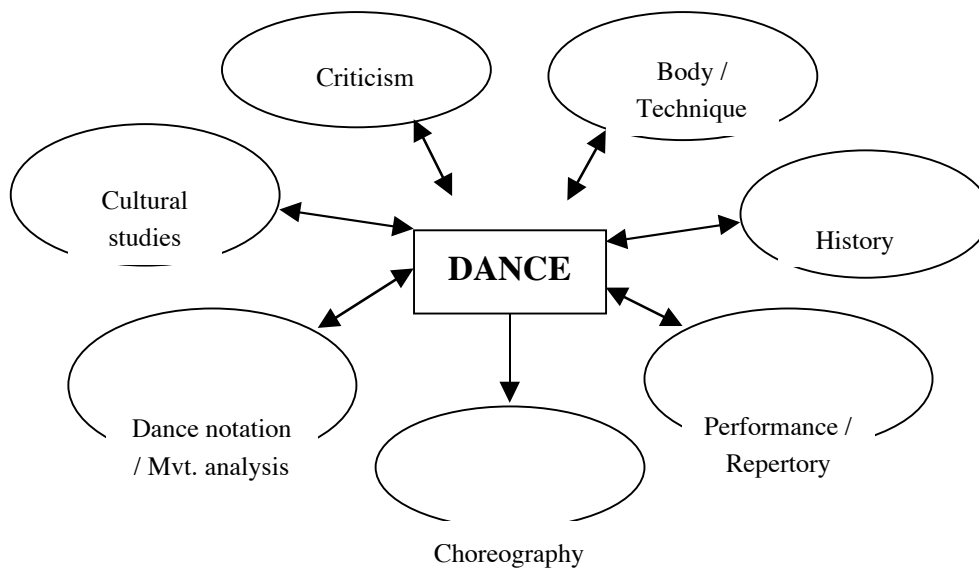 Criticism
Body /
Technique
Cultural
studies
History
DANCE
Dance notation
/ Mvt. analysis
Performance /
Repertory
Choreography